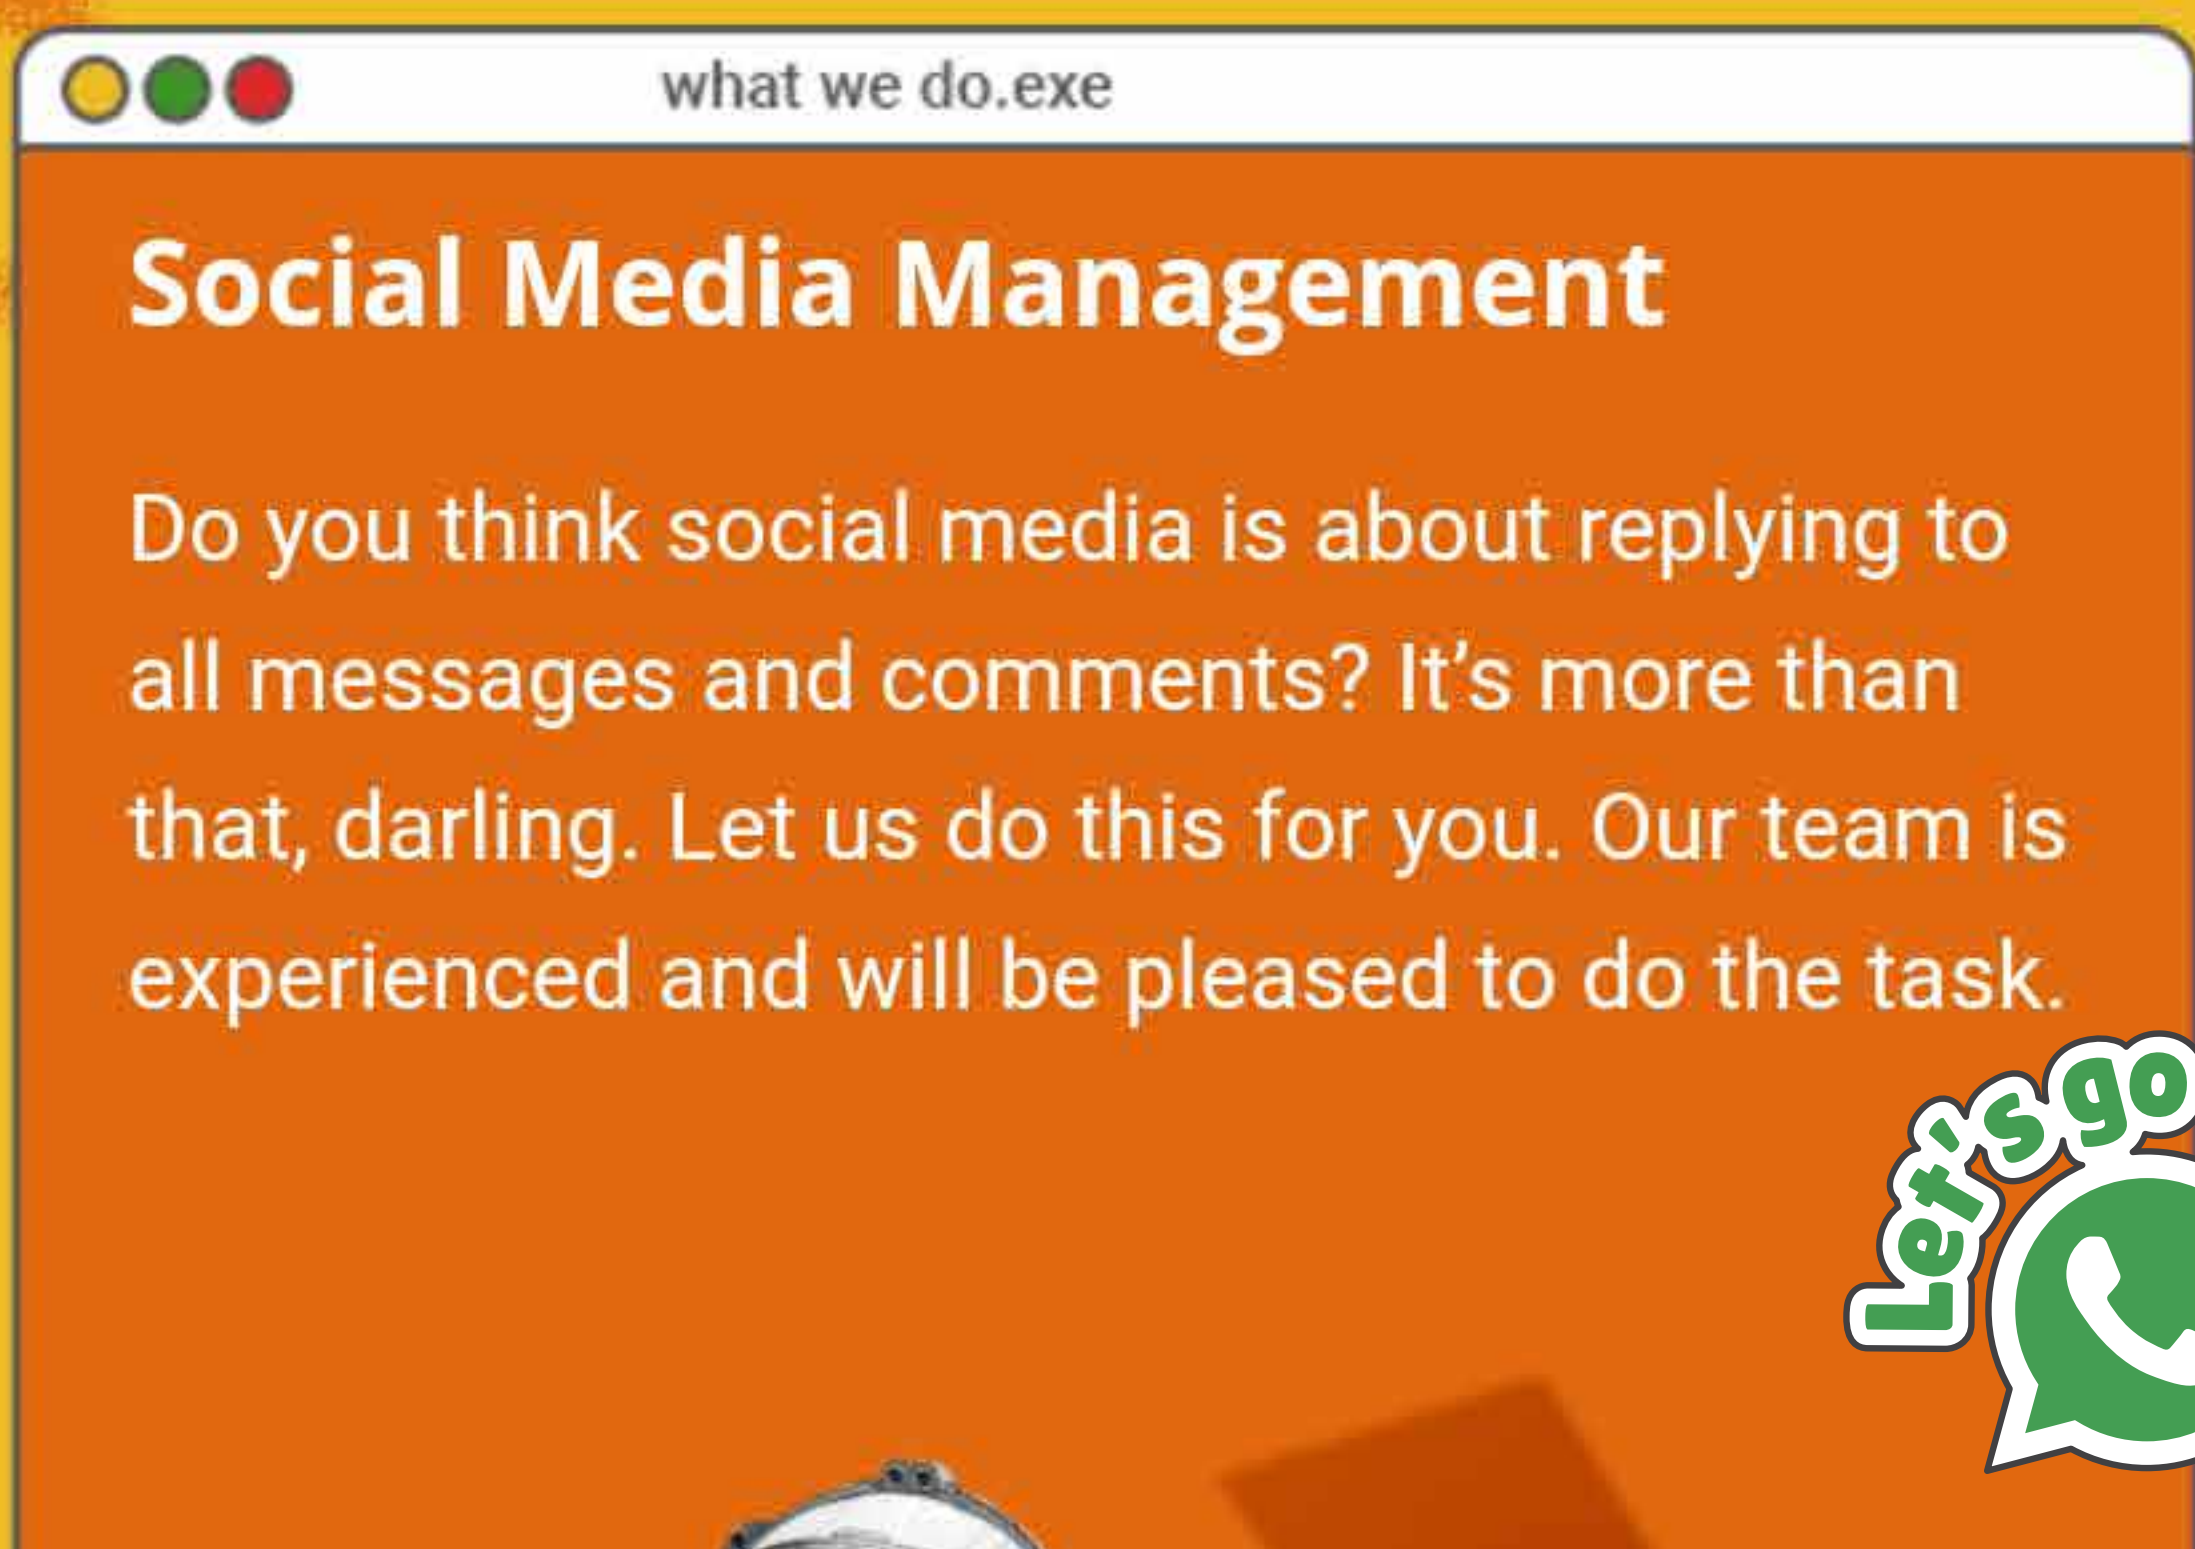 what we do.exe
Social Media Management
Do you think social media is about replying to
all messages and comments? It’s more than
that, darling. Let us do this for you. Our team is
experienced and will be pleased to do the task.
Let's go